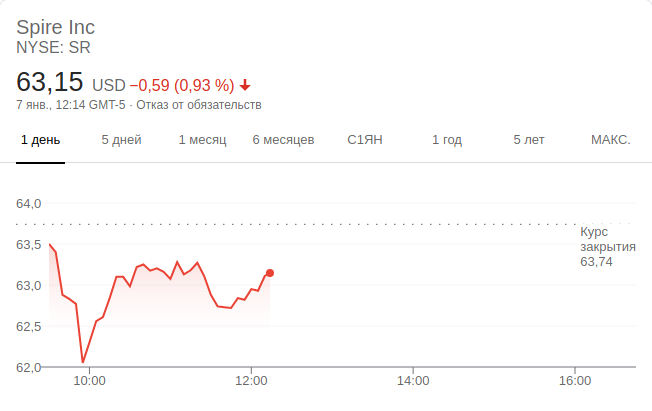 Spire Inc
NYSE: SR
63,15 USD −0,59 (0,93 %)
7 янв., 12:14 GMT-5 · Отказ от обязательств
1 день 5 дней 1 месяц 6 месяцев С1ЯН 1 год 5 лет МАКС.
64,0
63,5
63,0
62,5
62,0
Курс
закрытия
63,74
10:00 12:00 14:00 16:00